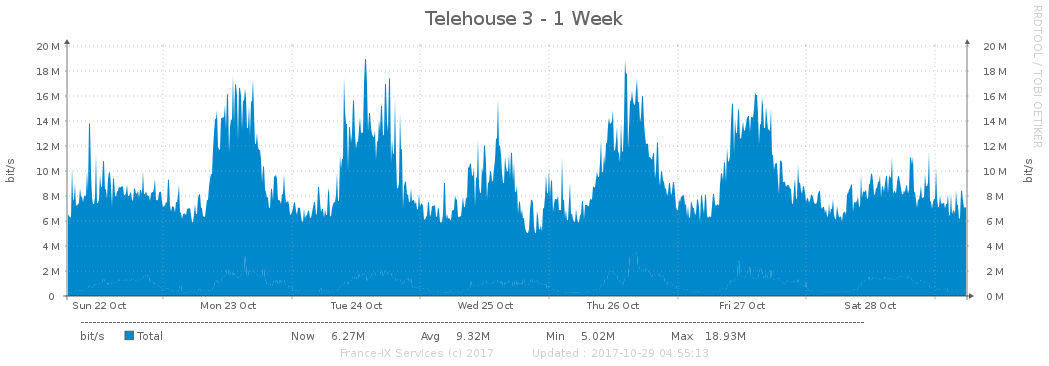 Telehouse 3 - 1 Week
RRDTOOL / TOBI OETIKER
20 M 20 M
18 M 18 M
16 M 16 M
14 M 14 M
12 M 12 M
10 M 10 M
8 M 8 M
6 M 6 M
4 M 4 M
2 M 2 M
0 0 M
bit/s bit/s
Sun 22 Oct Mon 23 Oct Tue 24 Oct Wed 25 Oct Thu 26 Oct Fri 27 Oct Sat 28 Oct
bit/s Total Now 6.27M Avg 9.32M Min 5.02M Max 18.93M
France-IX Services (c) 2017 Updated : 2017-10-29 04:55:13